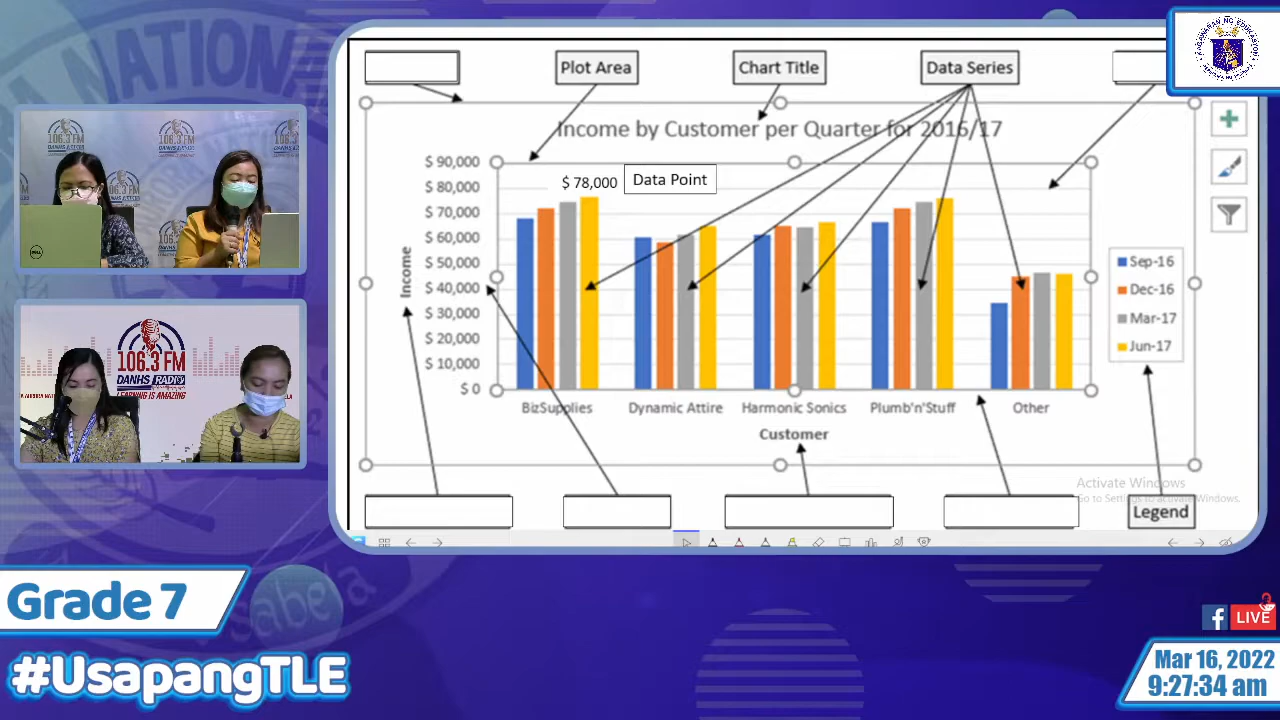 Plot Area
Chart Title
Data Series
Income by Customer per Quarter for 2016/17
$ 90,000
$ 80,000
$ 70,000
$ 60,000
$ 50,000
$ 40,000
$ 30,000
$ 20,000
$ 10,000
$ 0
$ 78,000
Data Point
Income
BizSupplies
Dynamic Attire
Harmonic Sonics
Plumb'n'Stuff
Other
Customer
Sep-16
Dec-16
Mar-17
Jun-17
Legend
Activate Windows
Go to Settings to activate Windows.
106.3 FM
DANHS RADIO
LEARNING IS AMAZING
Grade 7
#UsapangTLE
LIVE
Mar 16, 2022
9:27:34 am